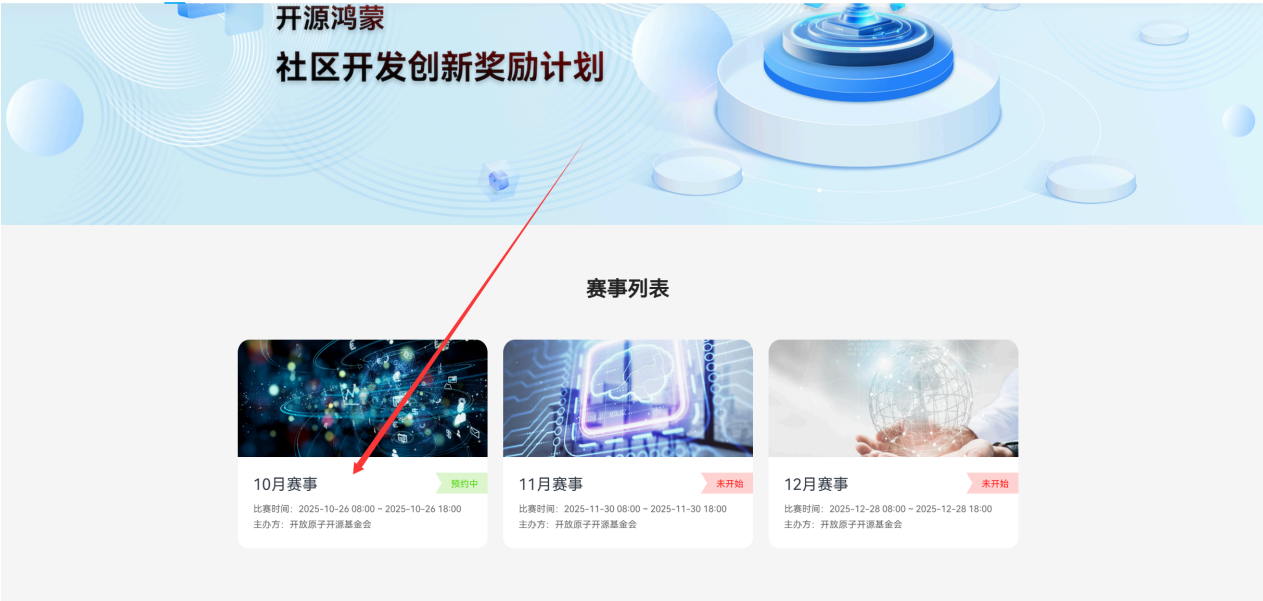 开源鸿蒙
社区开发创新奖励计划
赛事列表
10月赛事
预约中
比赛时间：2025-10-26 08:00 ~ 2025-10-26 18:00
主办方：开放原子开源基金会
11月赛事
未开始
比赛时间：2025-11-30 08:00 ~ 2025-11-30 18:00
主办方：开放原子开源基金会
12月赛事
未开始
比赛时间：2025-12-28 08:00 ~ 2025-12-28 18:00
主办方：开放原子开源基金会